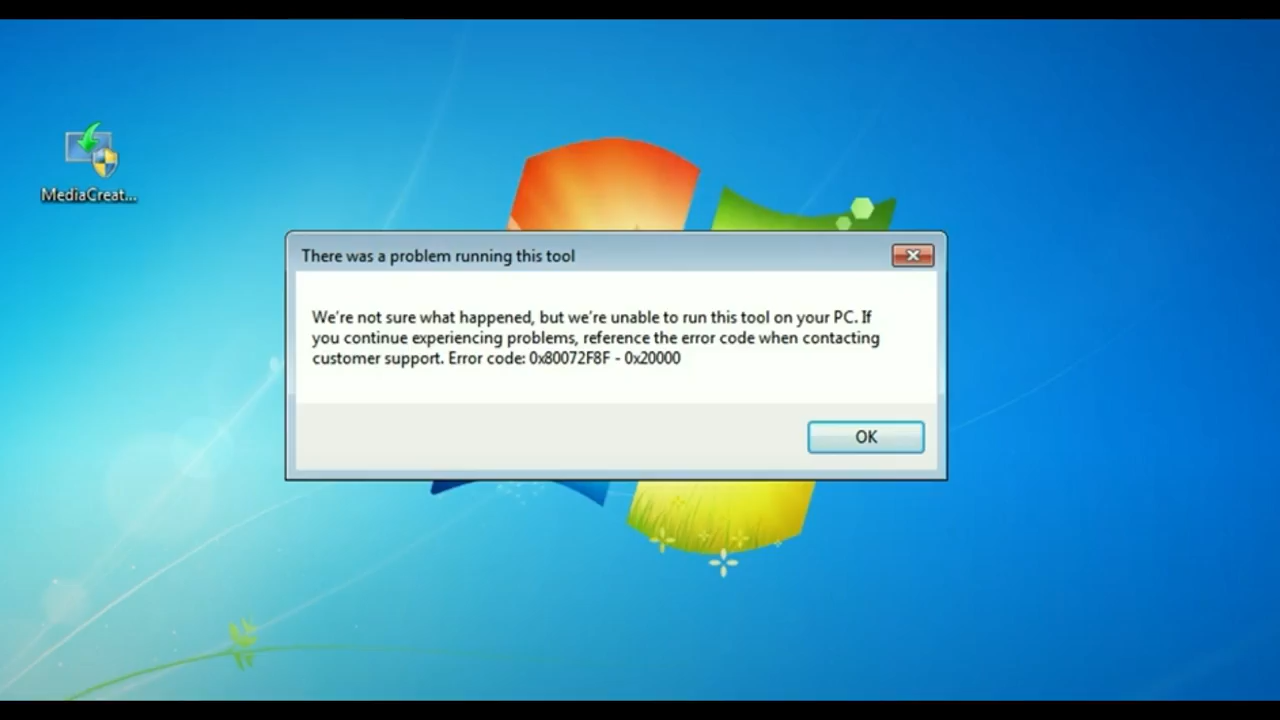 MediaCreat...
There was a problem running this tool
We're not sure what happened, but we're unable to run this tool on your PC. If
you continue experiencing problems, reference the error code when contacting
customer support. Error code: 0x80072F8F - 0x20000
OK